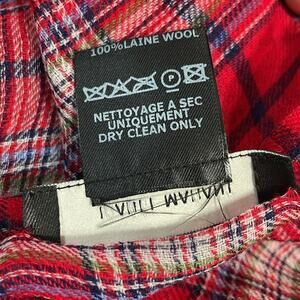 100%LAINE WOOL
P
NETTOYAGE A SEC
UNIQUEMENT
DRY CLEAN ONLY